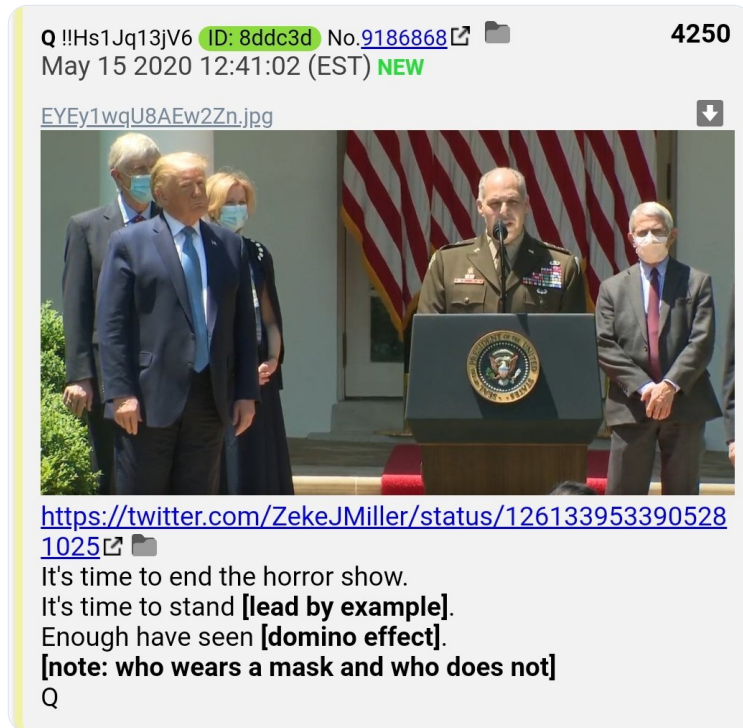 Q !!Hs1Jq13jV6 ID: 8ddc3d No.9186868 4250
May 15 2020 12:41:02 (EST) NEW
EYEy1wqU8AEw2Zn.jpg
https://twitter.com/ZekeJMiller/status/126133953390528
1025
It's time to end the horror show.
It's time to stand [lead by example].
Enough have seen [domino effect].
[note: who wears a mask and who does not]
Q